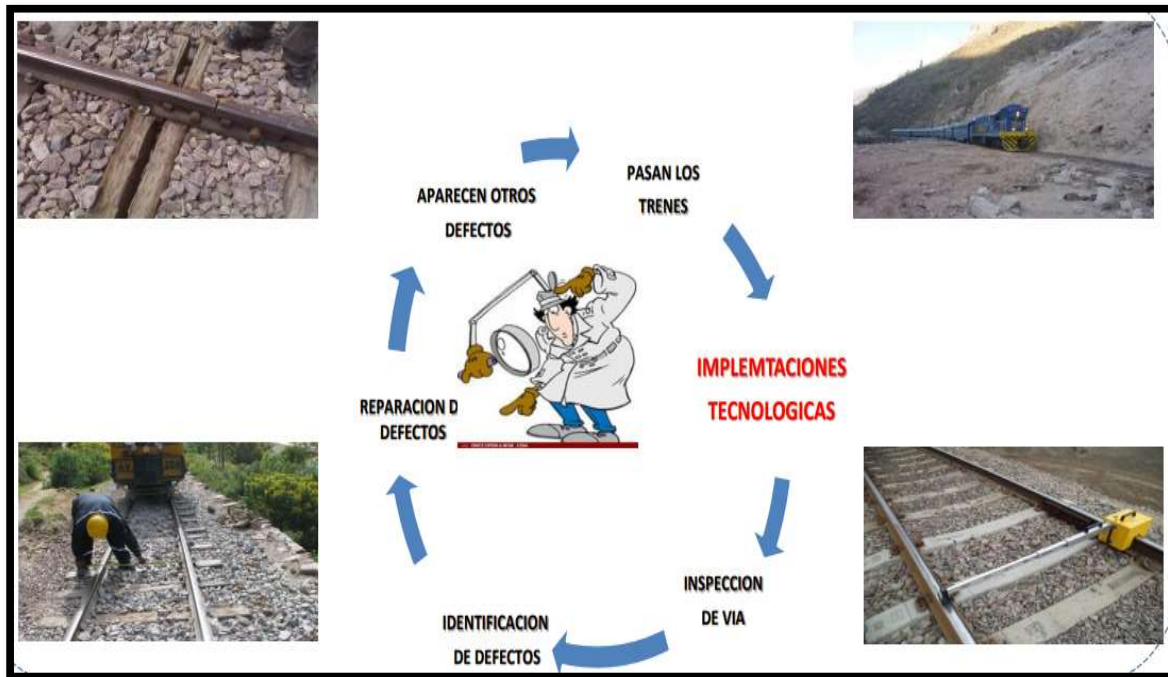 PASAN LOS
TRENES
IMPLEMTACIONES
TECNOLOGICAS
INSPECCION
DE VIA
IDENTIFICACION
DE DEFECTOS
REPARACION D
DEFECTOS
APARECEN OTROS
DEFECTOS